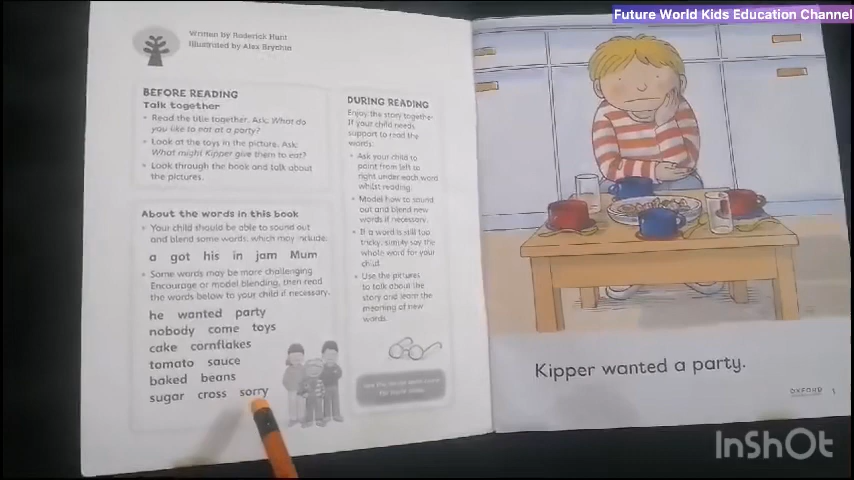 Future World Kids Education Channel
Written by Roderick Hunt
Illustrated by Alex Brychta
BEFORE READING
Talk together
• Read the title together. Ask: What do
you like to eat at a party?
• Look at the toys in the picture. Ask:
What might Kipper give them to eat?
• Look through the book and talk about
the pictures.
About the words in this book
• Your child should be able to sound out
and blend some words, which may include:
a got his in jam Mum
• Some words may be more challenging.
Encourage or model blending, then read
the words below to your child if necessary.
he wanted party
nobody come toys
cake cornflakes
tomato sauce
baked beans
sugar cross sorry
DURING READING
Enjoy the story together.
If your child needs
support to read the
words:
• Ask your child to
point from left to
right under each word
whilst reading.
• Model how to sound
out and blend new
words if necessary.
• If a word is still too
tricky, simply say the
whole word for your
child.
• Use the pictures
to talk about the
story and learn the
meaning of new
words.
Kipper wanted a party.
OXFORD
1
InShOt